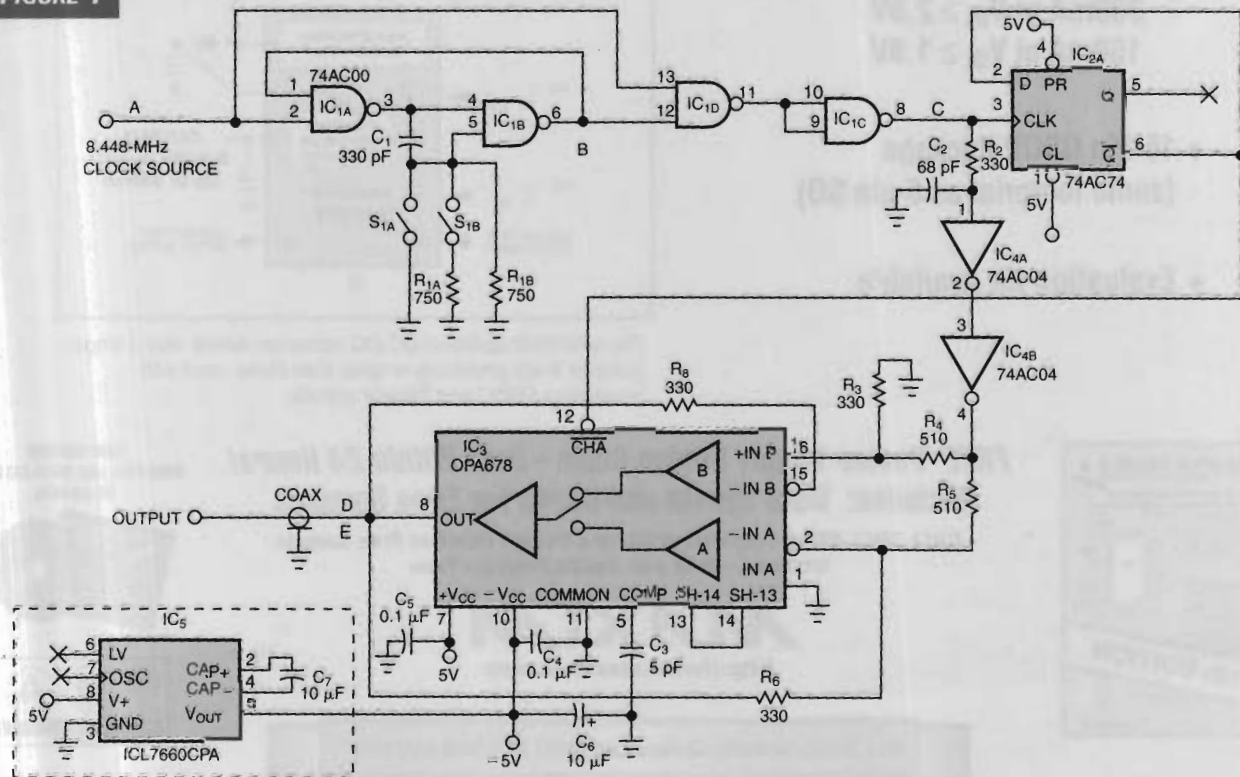 FIGURE 1
A
8.448-MHz
CLOCK SOURCE
74AC00
1
2
IC1A
3
C1
330 pF
4
5
IC1B
6
B
S1A
S1B
R1A
750
R1B
750
13
12
IC1D
11
10
9
IC1C
8
C
C2
68 pF
R2
330
5V
4
IC2A
2
D
PR
Q
5
3
CLK
CL
Q
6
1
74AC74
5V
1
IC4A
74AC04
2
3
IC4B
74AC04
4
R3
330
R4
510
R5
510
R8
330
12
IC3
OPA678
CHA
+IN B
16
15
–IN B
B
–IN A
2
A
IN A
1
OUTPUT
COAX
D
E
8
OUT
+VCC
–VCC
COMMON
COMP
SH-14
SH-13
7
10
11
5
13
14
C5
0.1 µF
5V
C4
0.1 µF
C3
5 pF
R6
330
C6
10 µF
+
–5V
IC5
6
LV
7
OSC
5V
8
V+
3
GND
CAP+
2
CAP–
4
VOUT
5
C7
10 µF
ICL7660CPA